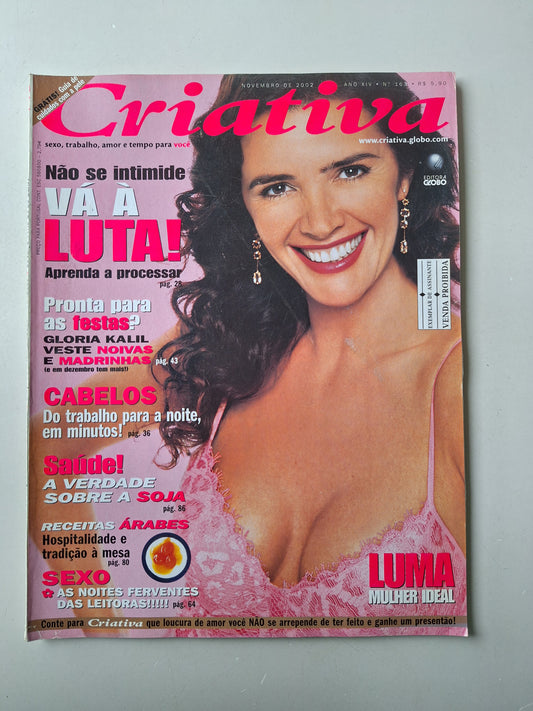 GRÁTIS! Guia de
cuidados com a pele
NOVEMBRO DE 2002 ANO XIV • Nº 163 • R$ 5,90
Criativa
sexo, trabalho, amor e tempo para você
www.criativa.globo.com
EDITORA
GLOBO
Não se intimide
VÁ À
LUTA!
Aprenda a processar
pág. 28
EXEMPLAR DE ASSINANTE
VENDA PROIBIDA
Pronta para
as festas?
GLORIA KALIL
VESTE NOIVAS
E MADRINHAS pág. 43
(e em dezembro tem mais!)
CABELOS
Do trabalho para a noite,
em minutos! pág. 36
Saúde!
A VERDADE
SOBRE A SOJA
pág. 86
RECEITAS ÁRABES
Hospitalidade e
tradição à mesa
pág. 80
SEXO
AS NOITES FERVENTES
DAS LEITORAS!!!!! pág. 64
LUMA
MULHER IDEAL
Conte para Criativa que loucura de amor você NÃO se arrepende de ter feito e ganhe um presentão!